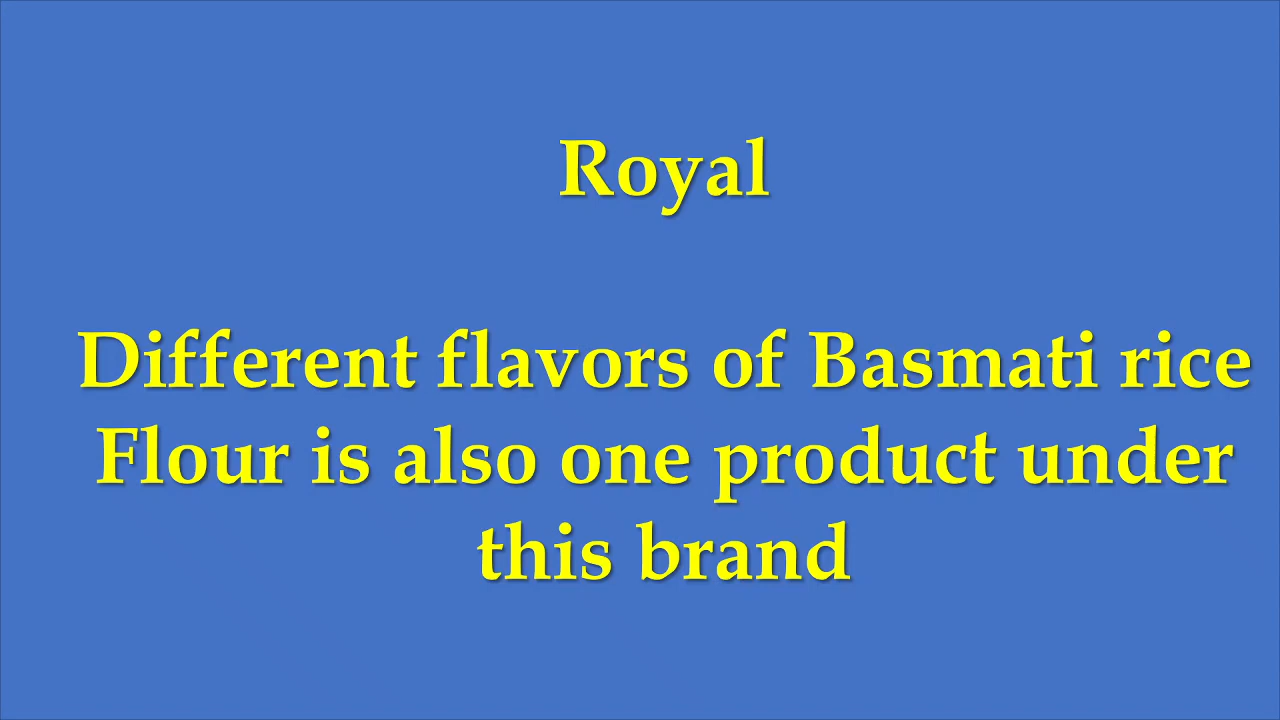 Royal
Different flavors of Basmati rice
Flour is also one product under
this brand